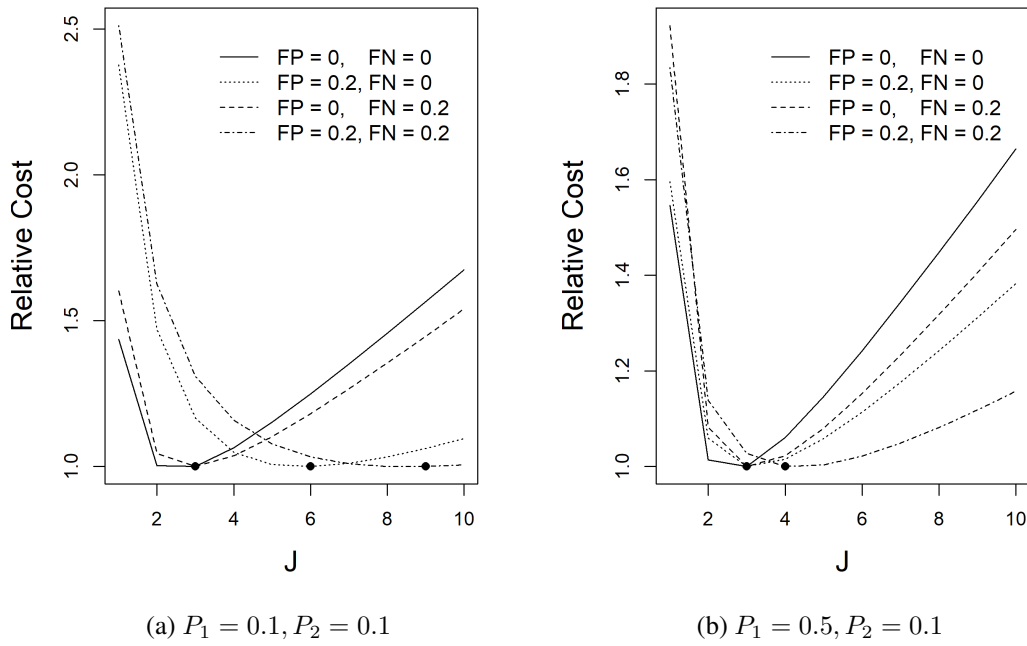 Relative Cost
2.5
2.0
1.5
1.0
FP = 0, FN = 0
FP = 0.2, FN = 0
FP = 0, FN = 0.2
FP = 0.2, FN = 0.2
2 4 6 8 10
J
(a) P₁ = 0.1, P₂ = 0.1
Relative Cost
1.8
1.6
1.4
1.2
1.0
FP = 0, FN = 0
FP = 0.2, FN = 0
FP = 0, FN = 0.2
FP = 0.2, FN = 0.2
2 4 6 8 10
J
(b) P₁ = 0.5, P₂ = 0.1